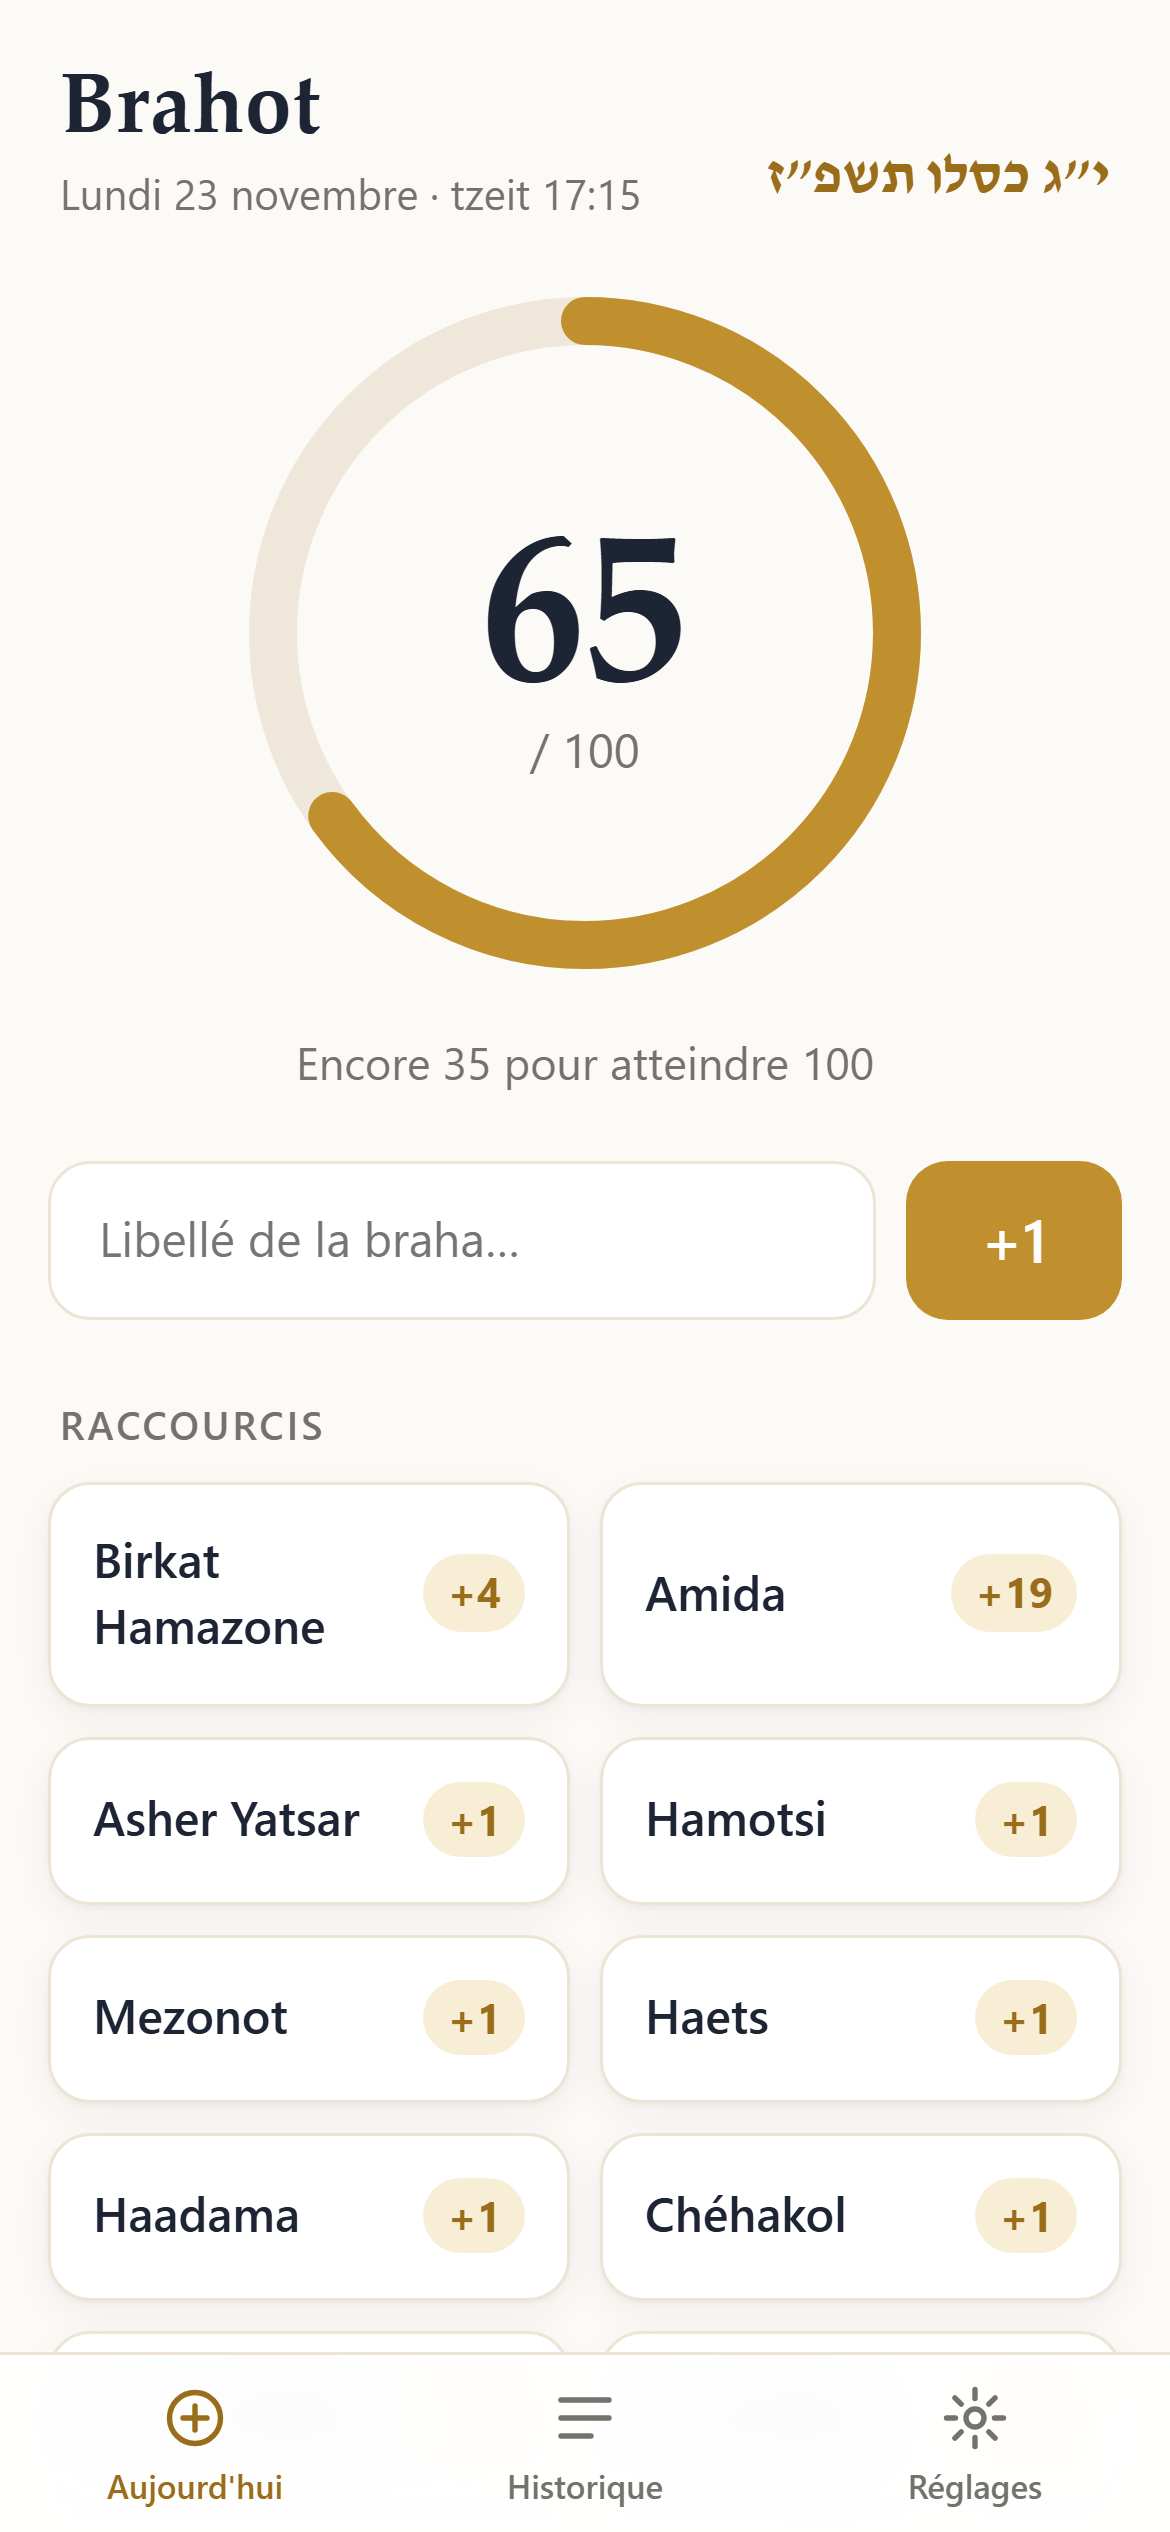 Brahot
Lundi 23 novembre · tzeit 17:15
י״ג כסלו תשפ״ז
65
/ 100
Encore 35 pour atteindre 100
Libellé de la braha...
+1
RACCOURCIS
Birkat
Hamazone
+4
Amida
+19
Asher Yatsar
+1
Hamotsi
+1
Mezonot
+1
Haets
+1
Haadama
+1
Chéhakol
+1
Aujourd'hui
Historique
Réglages